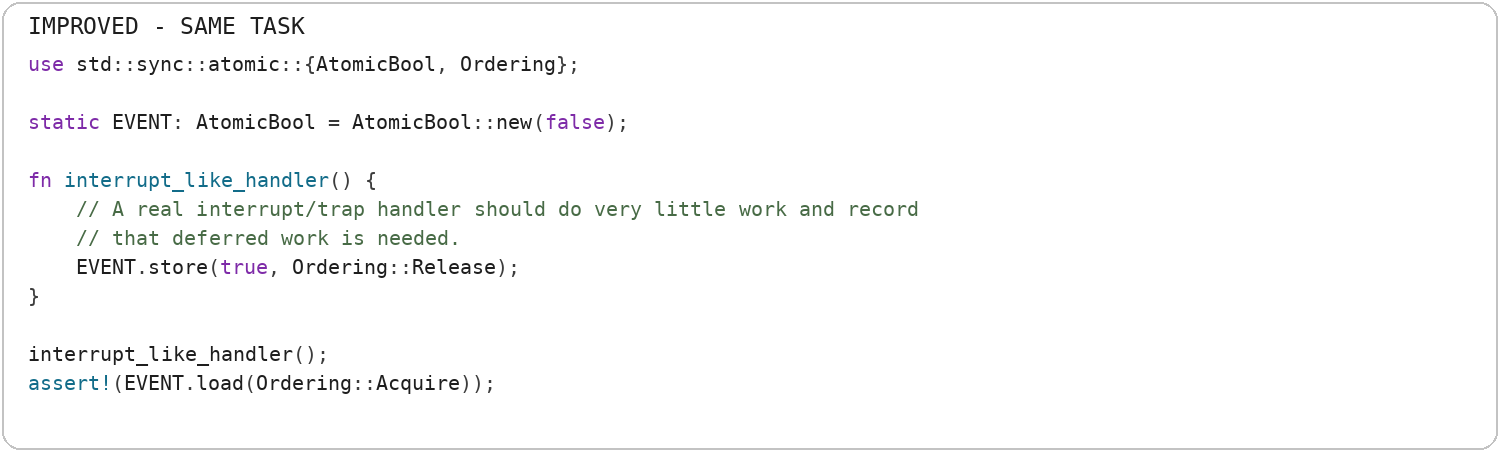 IMPROVED - SAME TASK
use std::sync::atomic::{AtomicBool, Ordering};
static EVENT: AtomicBool = AtomicBool::new(false);
fn interrupt_like_handler() {
    // A real interrupt/trap handler should do very little work and record
    // that deferred work is needed.
    EVENT.store(true, Ordering::Release);
}
interrupt_like_handler();
assert!(EVENT.load(Ordering::Acquire));